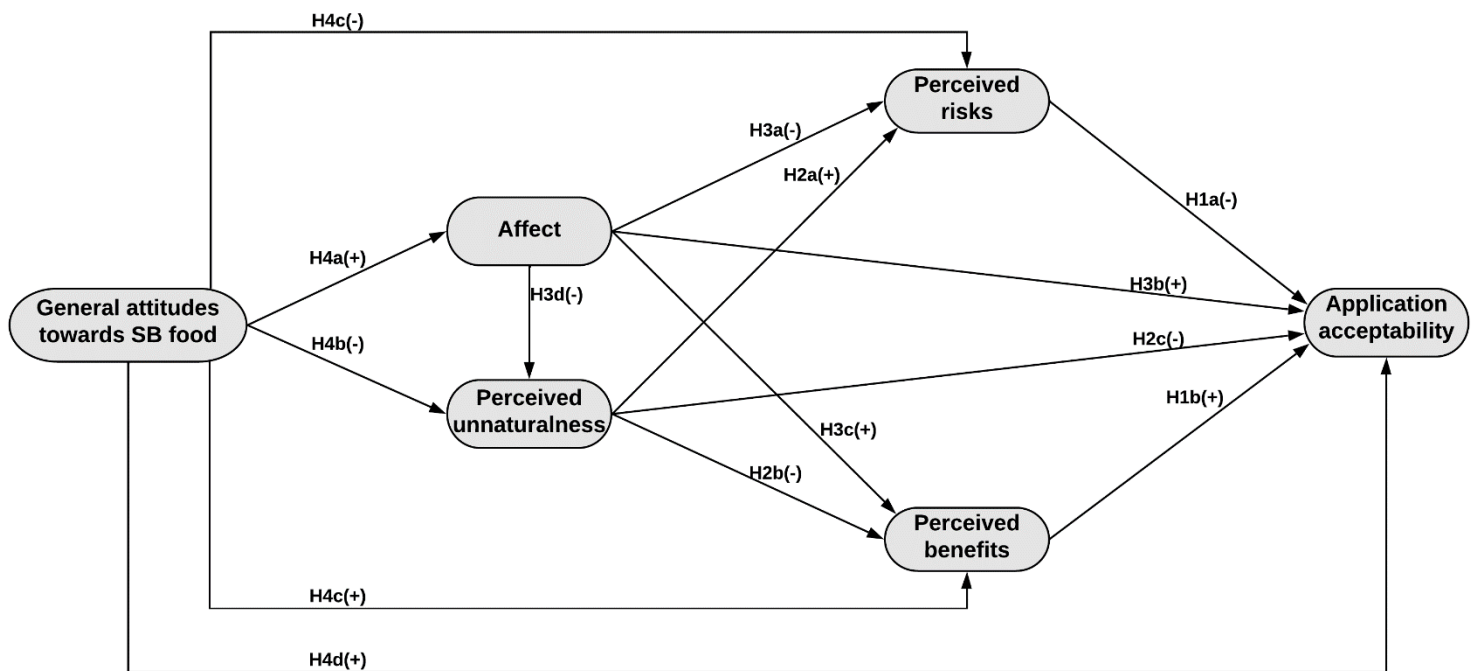 H4c(-)
Perceived
risks
H3a(-)
H2a(+)
H1a(-)
Affect
H4a(+)
H3b(+)
H3d(-)
General attitudes
towards SB food
Application
acceptability
H4b(-)
H2c(-)
Perceived
unnaturalness
H1b(+)
H3c(+)
H2b(-)
Perceived
benefits
H4c(+)
H4d(+)